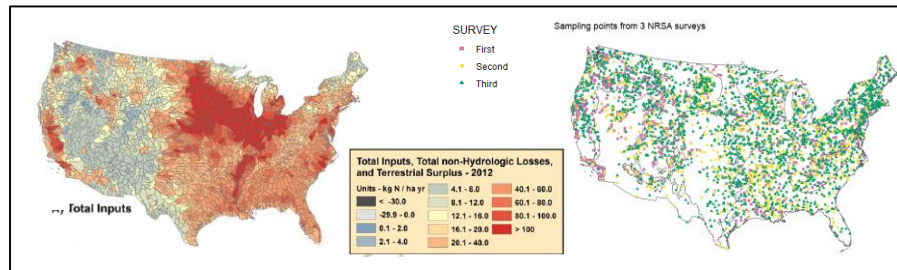 Total Inputs
Total Inputs, Total non-Hydrologic Losses,
and Terrestrial Surplus - 2012
Units - kg N / ha yr
< -30.0
-29.9 - 0.0
0.1 - 2.0
2.1 - 4.0
4.1 - 8.0
8.1 - 12.0
12.1 - 16.0
16.1 - 20.0
20.1 - 40.0
40.1 - 60.0
60.1 - 80.0
80.1 - 100.0
> 100
SURVEY
First
Second
Third
Sampling points from 3 NRSA surveys